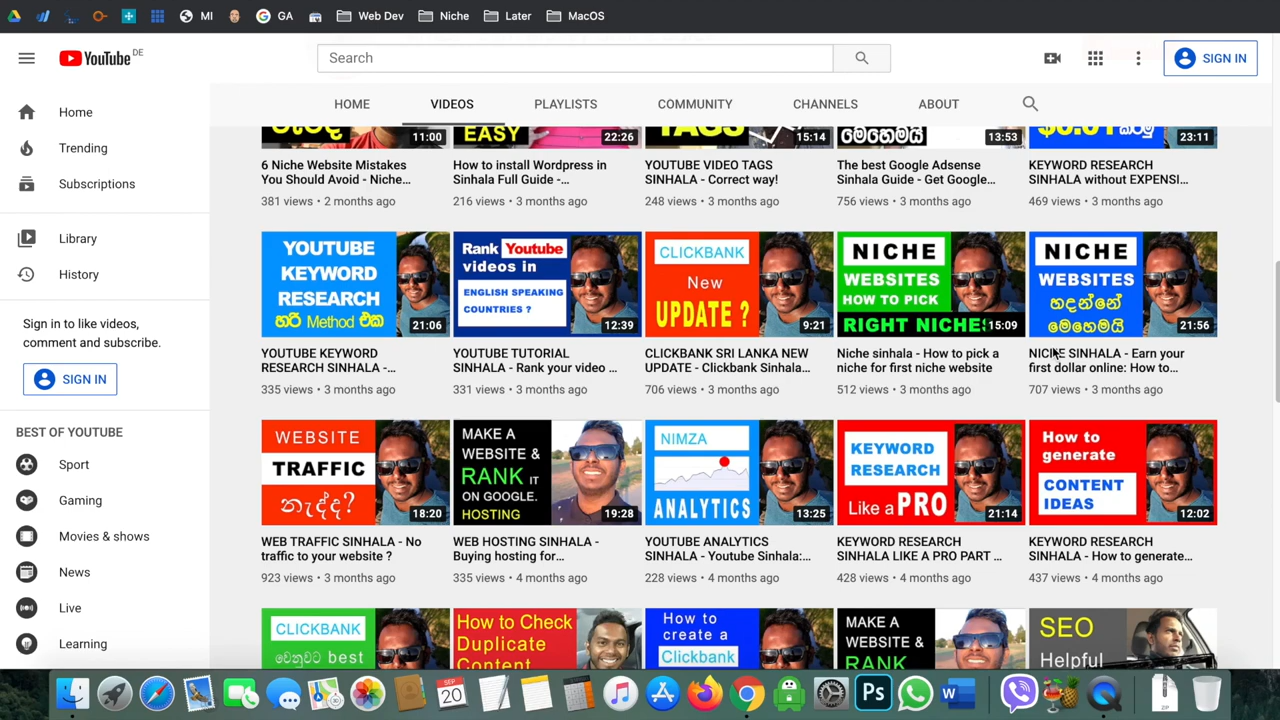 MI
GA
Web Dev
Niche
Later
MacOS
YouTube DE
Search
SIGN IN
HOME
VIDEOS
PLAYLISTS
COMMUNITY
CHANNELS
ABOUT
Home
Trending
Subscriptions
Library
History
Sign in to like videos,
comment and subscribe.
SIGN IN
BEST OF YOUTUBE
Sport
Gaming
Movies & shows
News
Live
Learning
11:00
6 Niche Website Mistakes
You Should Avoid - Niche...
381 views • 2 months ago
EASY
22:26
How to install Wordpress in
Sinhala Full Guide -...
216 views • 3 months ago
TAGS
15:14
YOUTUBE VIDEO TAGS
SINHALA - Correct way!
248 views • 3 months ago
මෙහෙමයි
13:53
The best Google Adsense
Sinhala Guide - Get Google...
756 views • 3 months ago
$0.01
23:11
KEYWORD RESEARCH
SINHALA without EXPENSI...
469 views • 3 months ago
YOUTUBE
KEYWORD
RESEARCH
හරි Method එක
21:06
YOUTUBE KEYWORD
RESEARCH SINHALA -...
335 views • 3 months ago
Rank Youtube
videos in
ENGLISH SPEAKING
COUNTRIES ?
12:39
YOUTUBE TUTORIAL
SINHALA - Rank your video ...
331 views • 3 months ago
CLICKBANK
New
UPDATE ?
9:21
CLICKBANK SRI LANKA NEW
UPDATE - Clickbank Sinhala...
706 views • 3 months ago
NICHE
WEBSITES
HOW TO PICK
RIGHT NICHES
15:09
Niche sinhala - How to pick a
niche for first niche website
512 views • 3 months ago
NICHE
WEBSITES
හදන්නේ
මෙහෙමයි
21:56
NICHE SINHALA - Earn your
first dollar online: How to...
707 views • 3 months ago
WEBSITE
TRAFFIC
නැද්ද?
18:20
WEB TRAFFIC SINHALA - No
traffic to your website ?
923 views • 3 months ago
MAKE A
WEBSITE &
RANK IT
ON GOOGLE.
HOSTING
19:28
WEB HOSTING SINHALA -
Buying hosting for...
335 views • 4 months ago
NIMZA
ANALYTICS
13:25
YOUTUBE ANALYTICS
SINHALA - Youtube Sinhala:...
228 views • 4 months ago
KEYWORD
RESEARCH
Like a PRO
21:14
KEYWORD RESEARCH
SINHALA LIKE A PRO PART ...
428 views • 4 months ago
How to
generate
CONTENT
IDEAS
12:02
KEYWORD RESEARCH
SINHALA - How to generate...
437 views • 4 months ago
CLICKBANK
වෙනුවට best
How to Check
Duplicate
Content
How to
create a
Clickbank
MAKE A
WEBSITE &
RANK
SEO
Helpful
SEP
20
Ps
W
ZIP